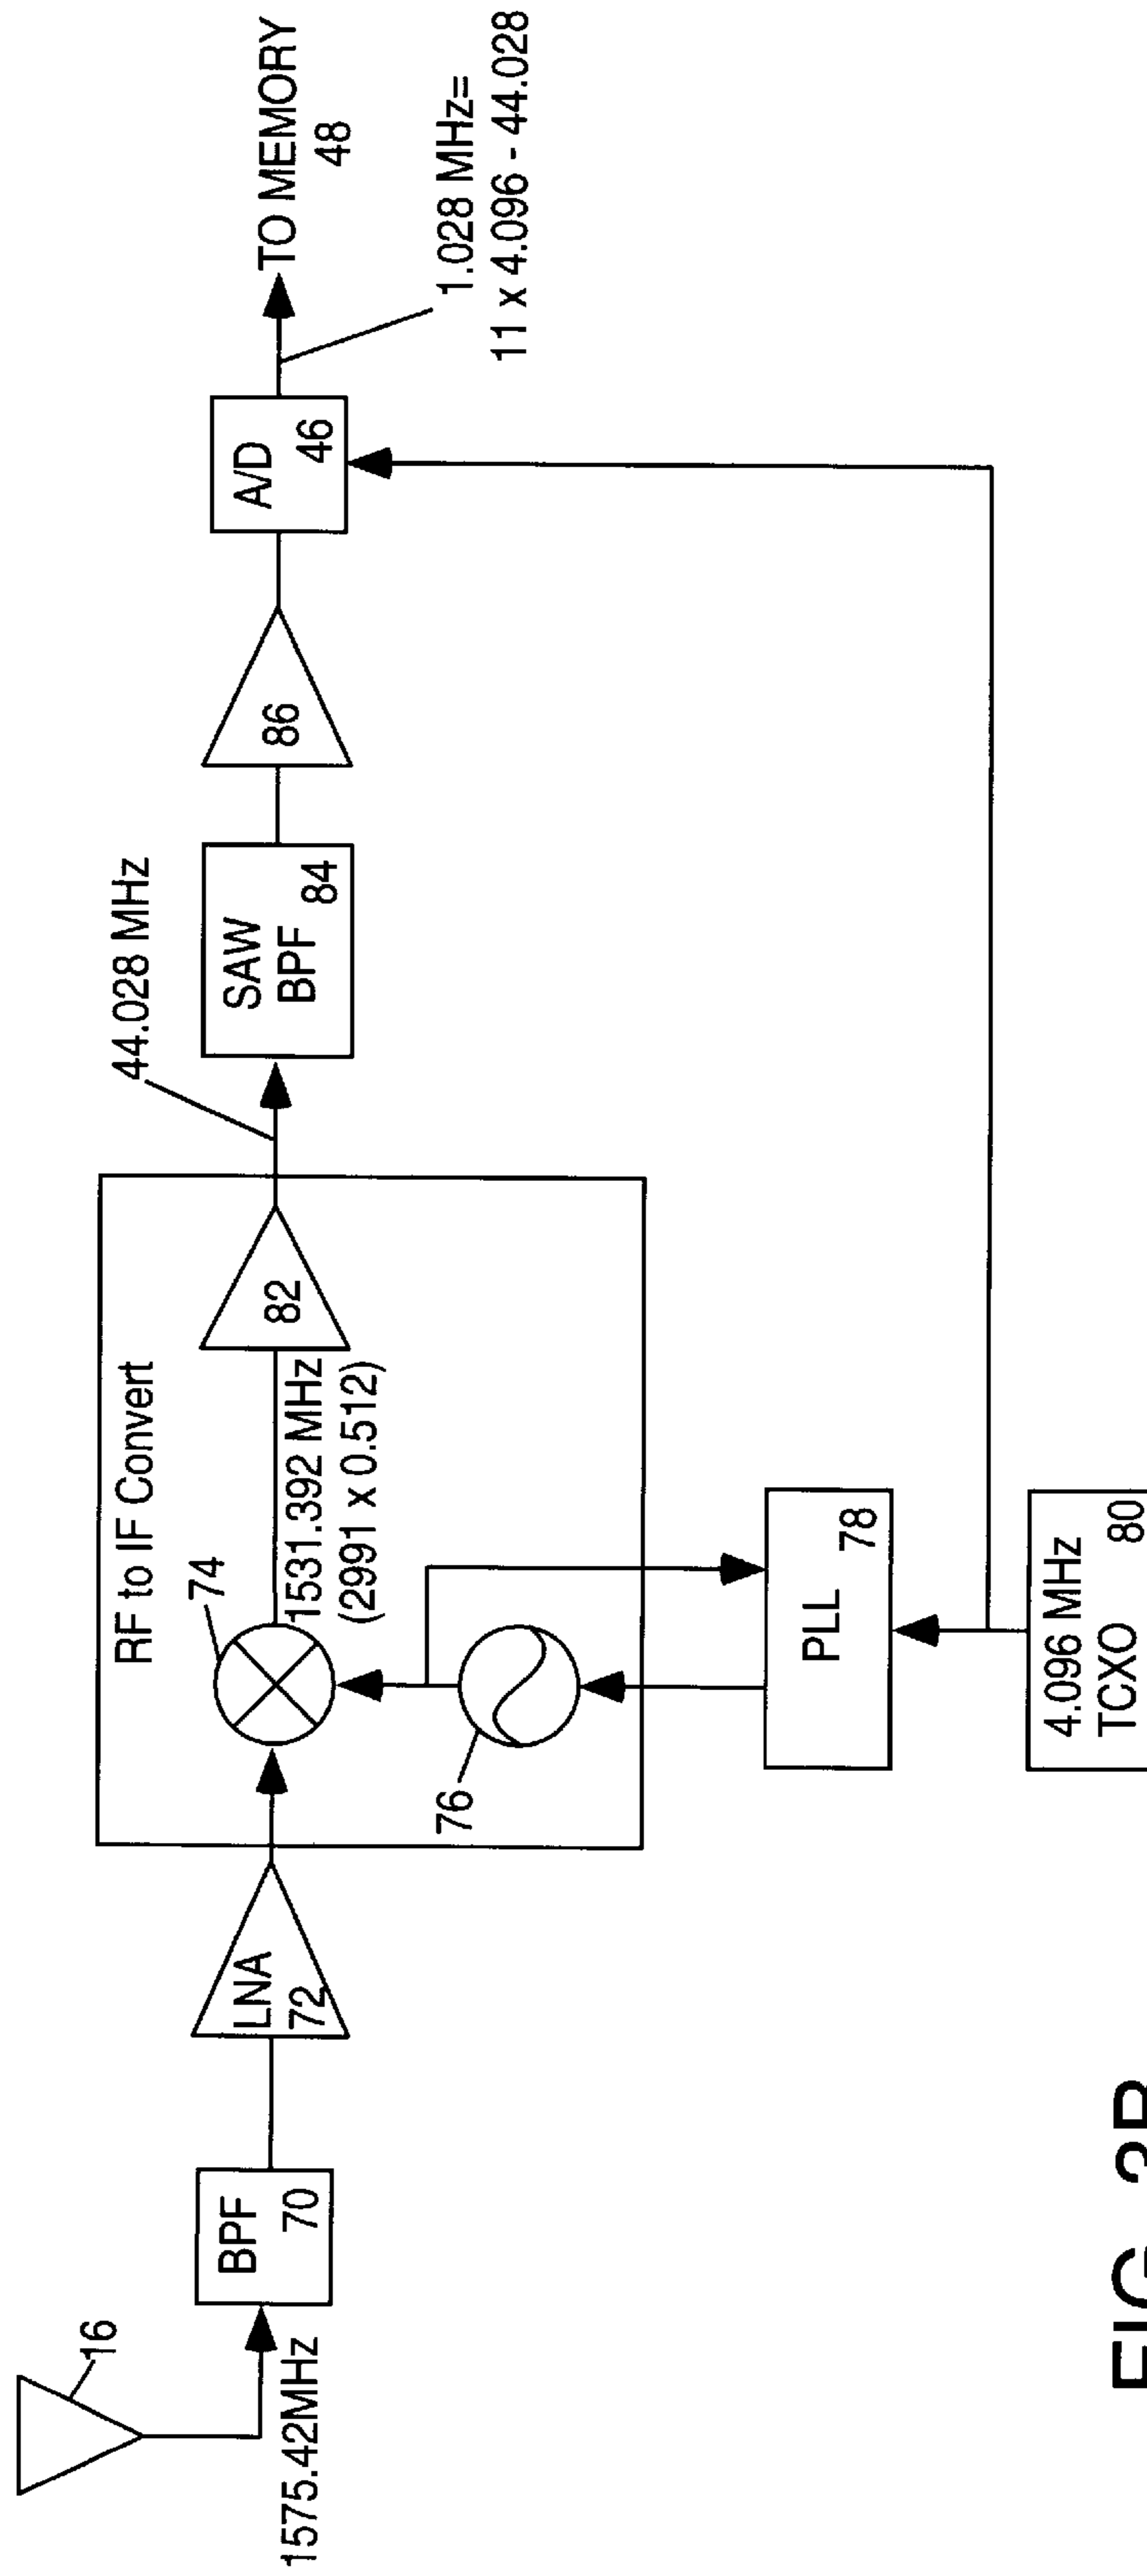 16
1575.42MHz
BPF
70
LNA
72
RF to IF Convert
74
76
1531.392 MHz
(2991 x 0.512)
82
44.028 MHz
SAW
BPF
84
86
A/D
46
TO MEMORY
48
1.028 MHz=
11 x 4.096 - 44.028
PLL
78
4.096 MHz
TCXO
80
FIG. 3B